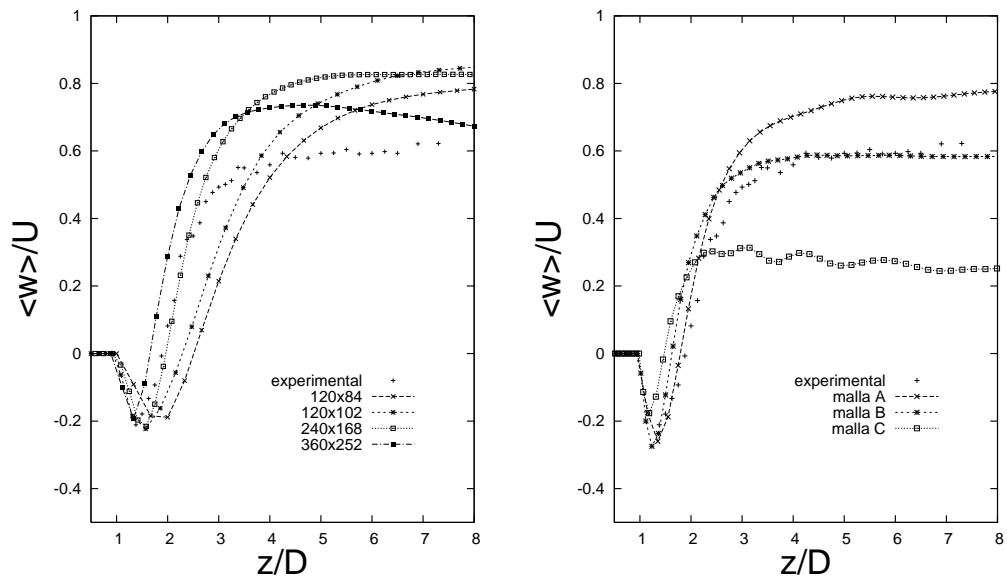 1
0.8
0.6
0.4
0.2
0
-0.2
-0.4
<w>/U
experimental
120x84
120x102
240x168
360x252
1 2 3 4 5 6 7 8
z/D
1
0.8
0.6
0.4
0.2
0
-0.2
-0.4
<w>/U
experimental
malla A
malla B
malla C
1 2 3 4 5 6 7 8
z/D